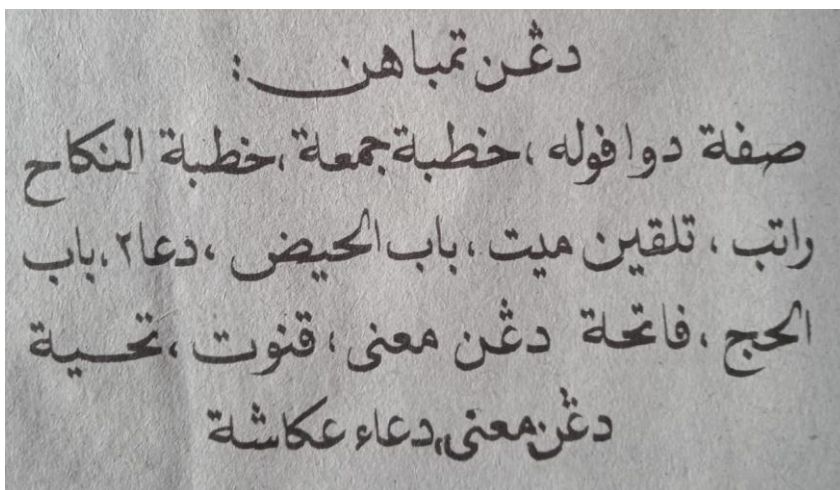 دڠن تمباهن :
صفة دوا فوله ، خطبة جمعة ، خطبة النكاح
راتب ، تلقين ميت ، باب الحيض ، دعا٢ ، باب
الحج ، فاتحة دڠن معنى ، قنوت ، تحية
دڠن معنى ، دعاء عكاشة